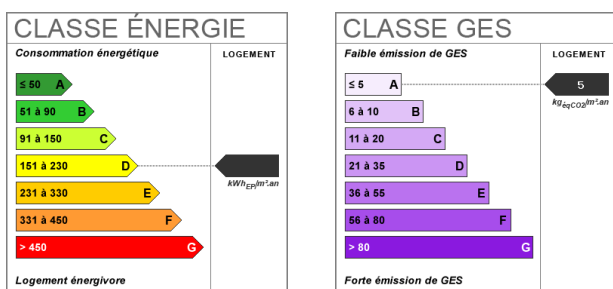 CLASSE ÉNERGIE
Consommation énergétique
LOGEMENT
≤ 50 A
51 à 90 B
91 à 150 C
151 à 230 D
kWhEP/m².an
231 à 330 E
331 à 450 F
> 450 G
Logement énergivore
CLASSE GES
Faible émission de GES
LOGEMENT
≤ 5 A
5
kgéqCO2/m².an
6 à 10 B
11 à 20 C
21 à 35 D
36 à 55 E
56 à 80 F
> 80 G
Forte émission de GES